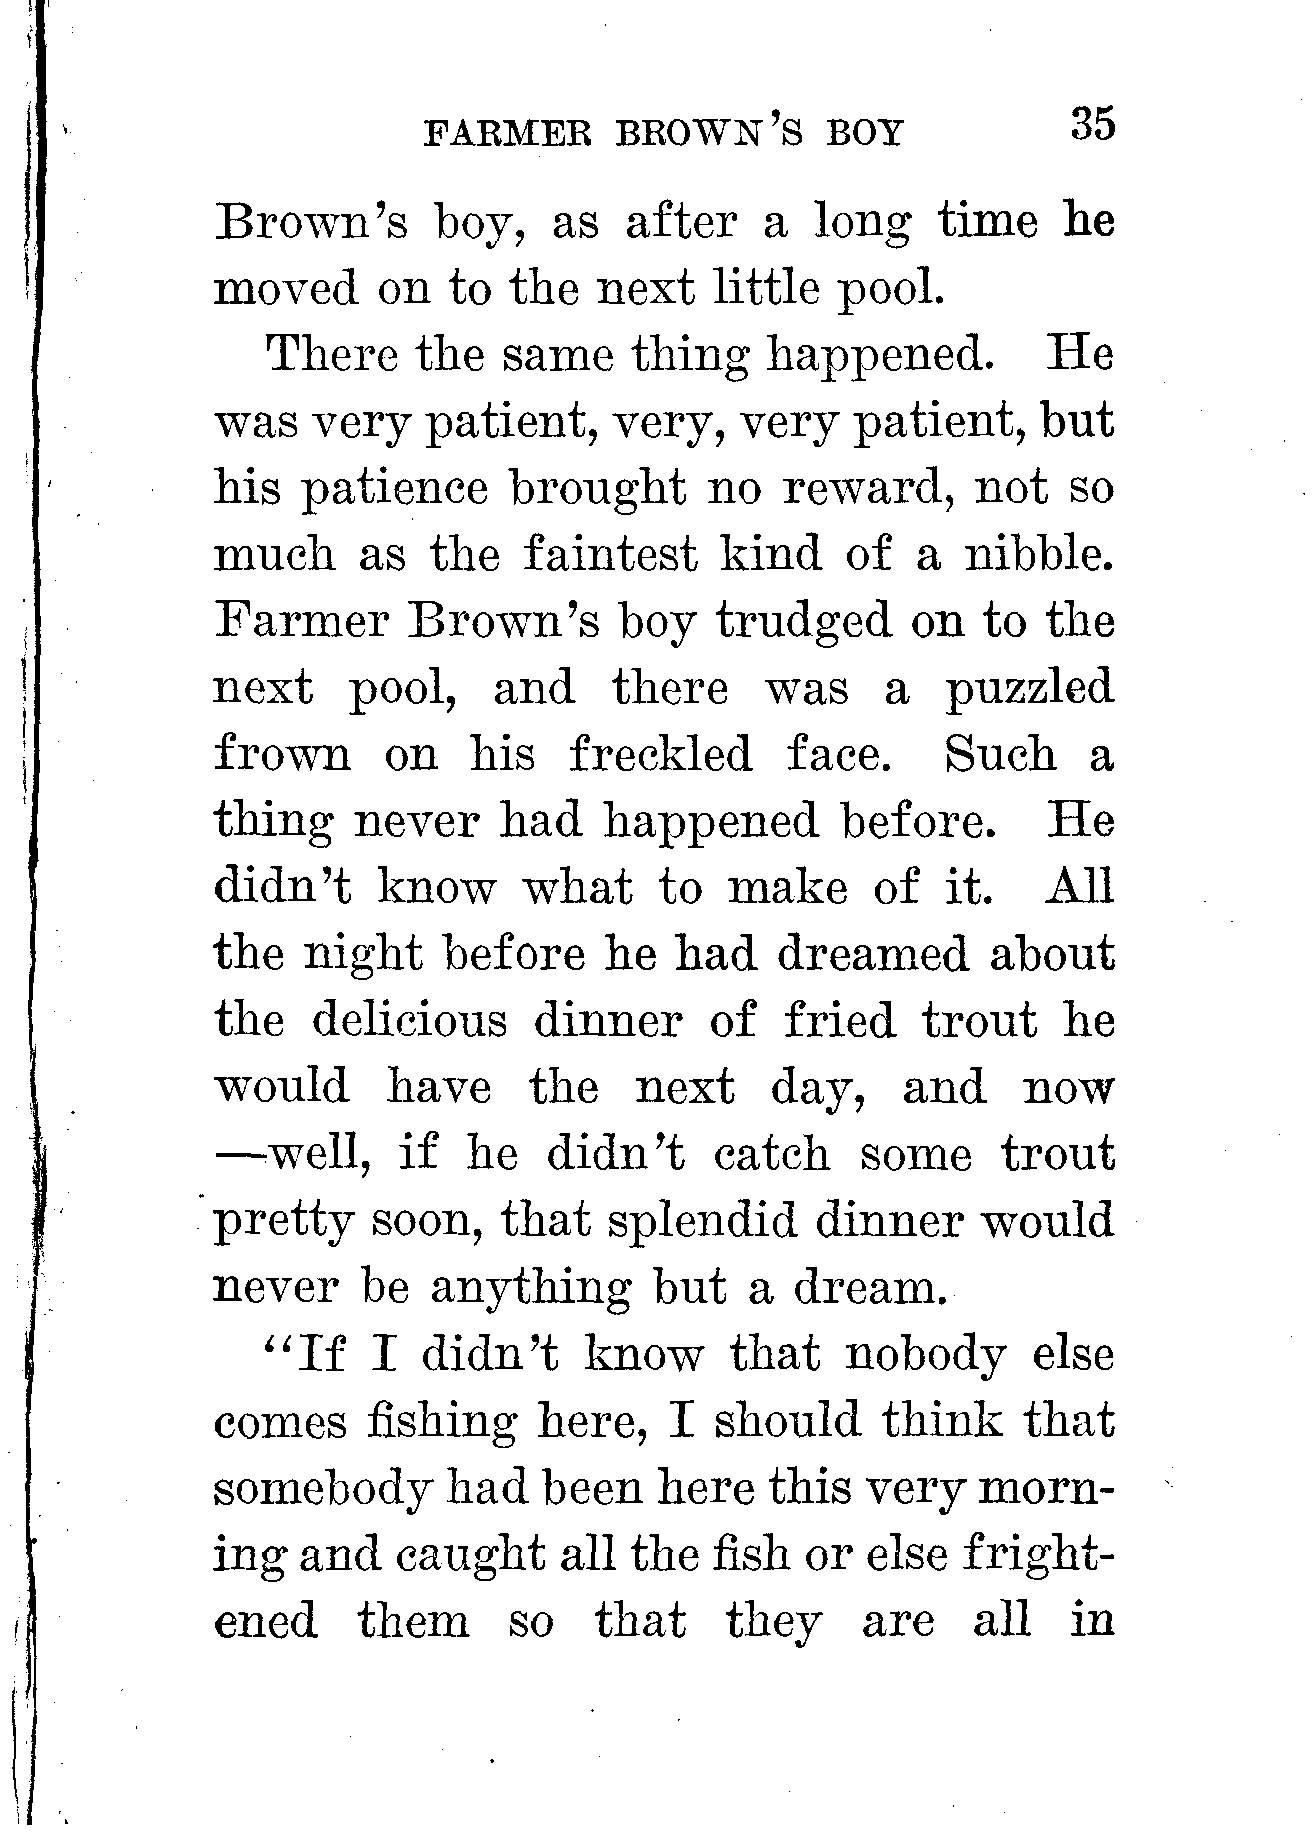 FARMER BROWN'S BOY 35
Brown's boy, as after a long time he
moved on to the next little pool.
There the same thing happened. He
was very patient, very, very patient, but
his patience brought no reward, not so
much as the faintest kind of a nibble.
Farmer Brown's boy trudged on to the
next pool, and there was a puzzled
frown on his freckled face. Such a
thing never had happened before. He
didn't know what to make of it. All
the night before he had dreamed about
the delicious dinner of fried trout he
would have the next day, and now
—well, if he didn't catch some trout
pretty soon, that splendid dinner would
never be anything but a dream.
"If I didn't know that nobody else
comes fishing here, I should think that
somebody had been here this very morn-
ing and caught all the fish or else fright-
ened them so that they are all in